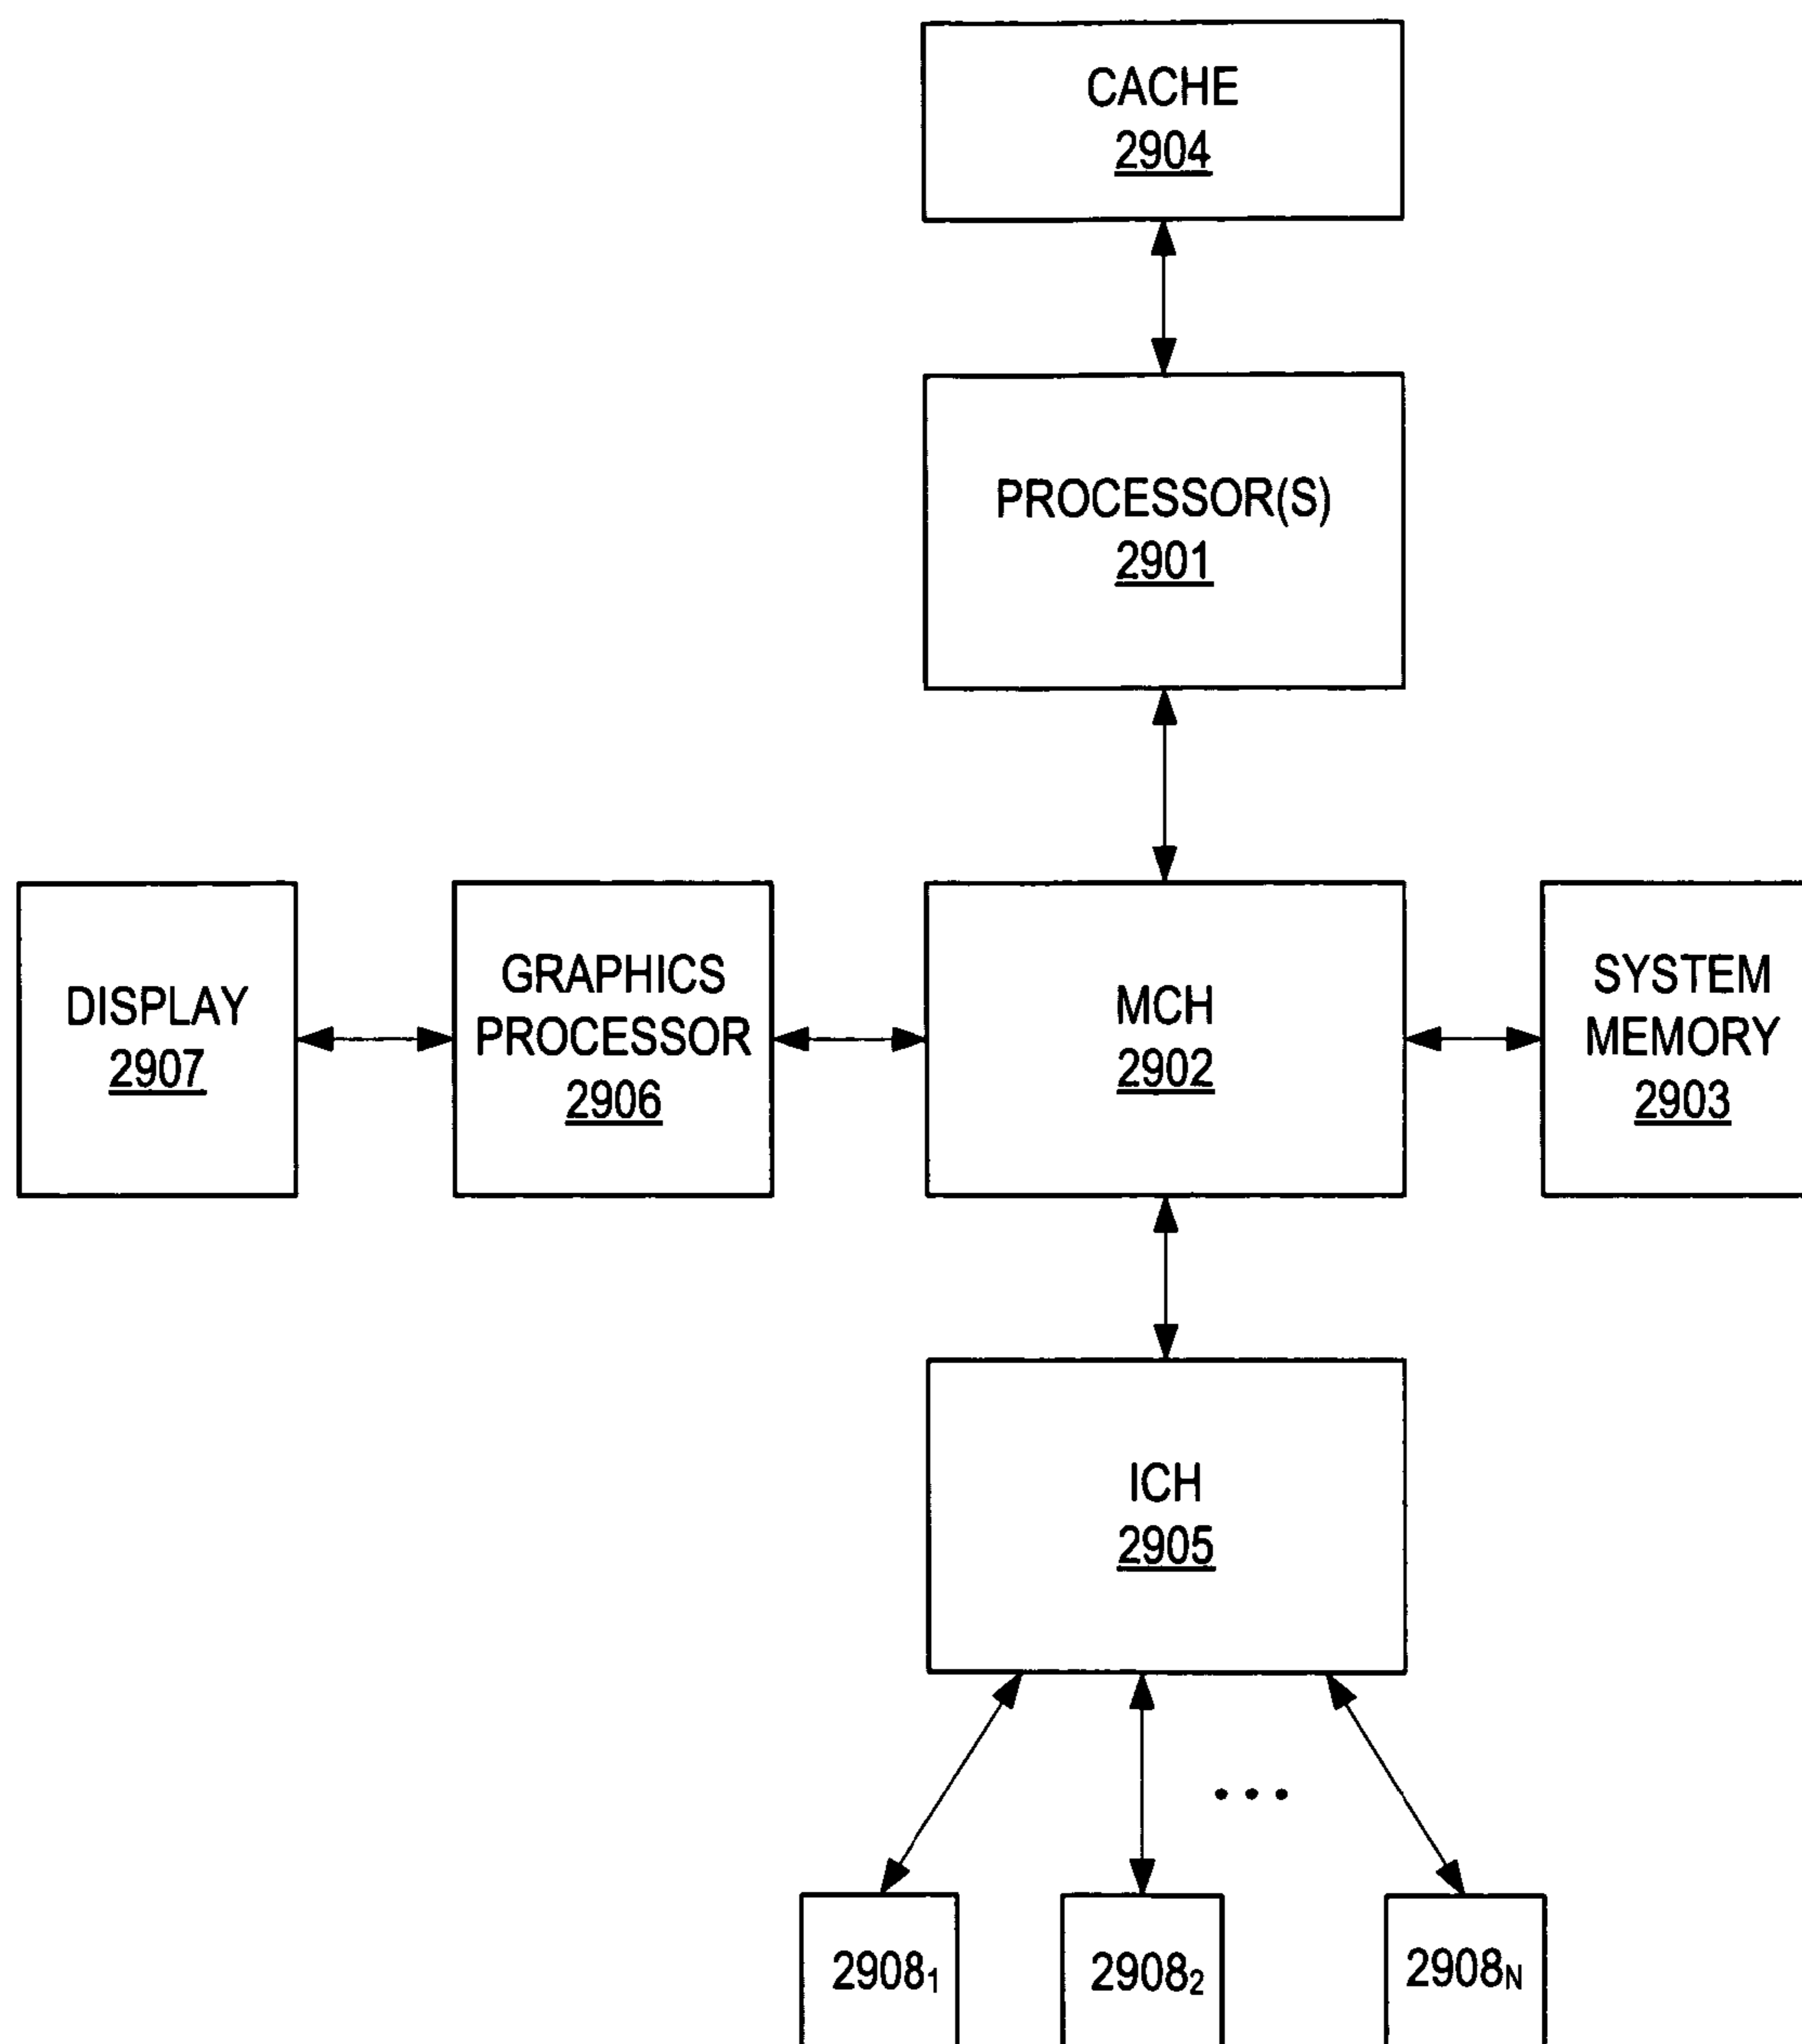 CACHE
2904
PROCESSOR(S)
2901
DISPLAY
2907
GRAPHICS
PROCESSOR
2906
MCH
2902
SYSTEM
MEMORY
2903
ICH
2905
...
2908₁
2908₂
2908N